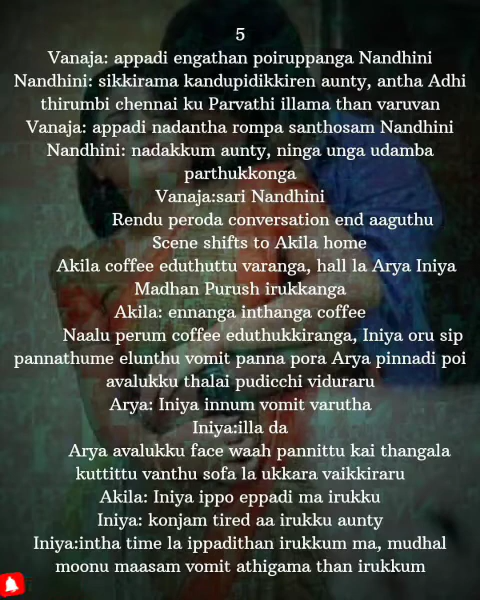 5
Vanaja: appadi engathan poiruppanga Nandhini
Nandhini: sikkirama kandupidikkiren aunty, antha Adhi
thirumbi chennai ku Parvathi illama than varuvan
Vanaja: appadi nadantha rompa santhosam Nandhini
Nandhini: nadakkum aunty, ninga unga udamba
parthukkonga
Vanaja:sari Nandhini
Rendu peroda conversation end aaguthu
Scene shifts to Akila home
Akila coffee eduthuttu varanga, hall la Arya Iniya
Madhan Purush irukkanga
Akila: ennanga inthanga coffee
Naalu perum coffee eduthukkiranga, Iniya oru sip
pannathume elunthu vomit panna pora Arya pinnadi poi
avalukku thalai pudicchi viduraru
Arya: Iniya innum vomit varutha
Iniya:illa da
Arya avalukku face waah pannittu kai thangala
kuttittu vanthu sofa la ukkara vaikkiraru
Akila: Iniya ippo eppadi ma irukku
Iniya: konjam tired aa irukku aunty
Iniya:intha time la ippadithan irukkum ma, mudhal
moonu maasam vomit athigama than irukkum